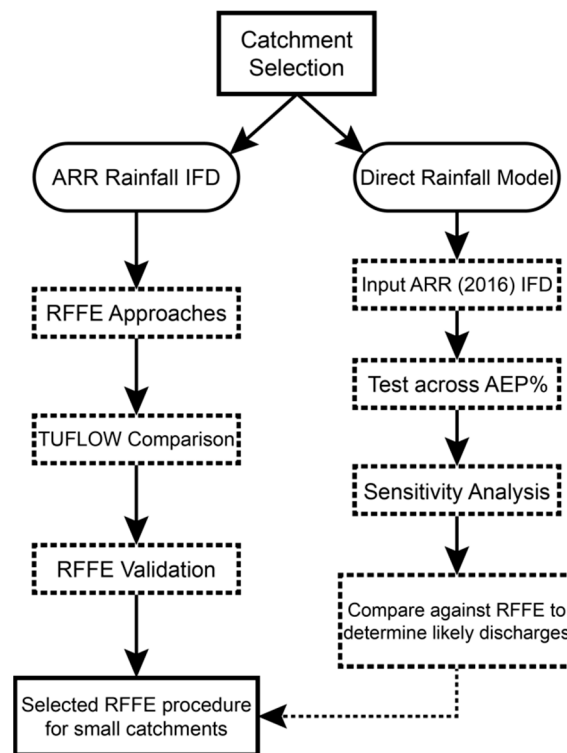 Catchment
Selection
ARR Rainfall IFD
Direct Rainfall Model
RFFE Approaches
Input ARR (2016) IFD
TUFLOW Comparison
Test across AEP%
RFFE Validation
Sensitivity Analysis
Compare against RFFE to
determine likely discharges
Selected RFFE procedure
for small catchments